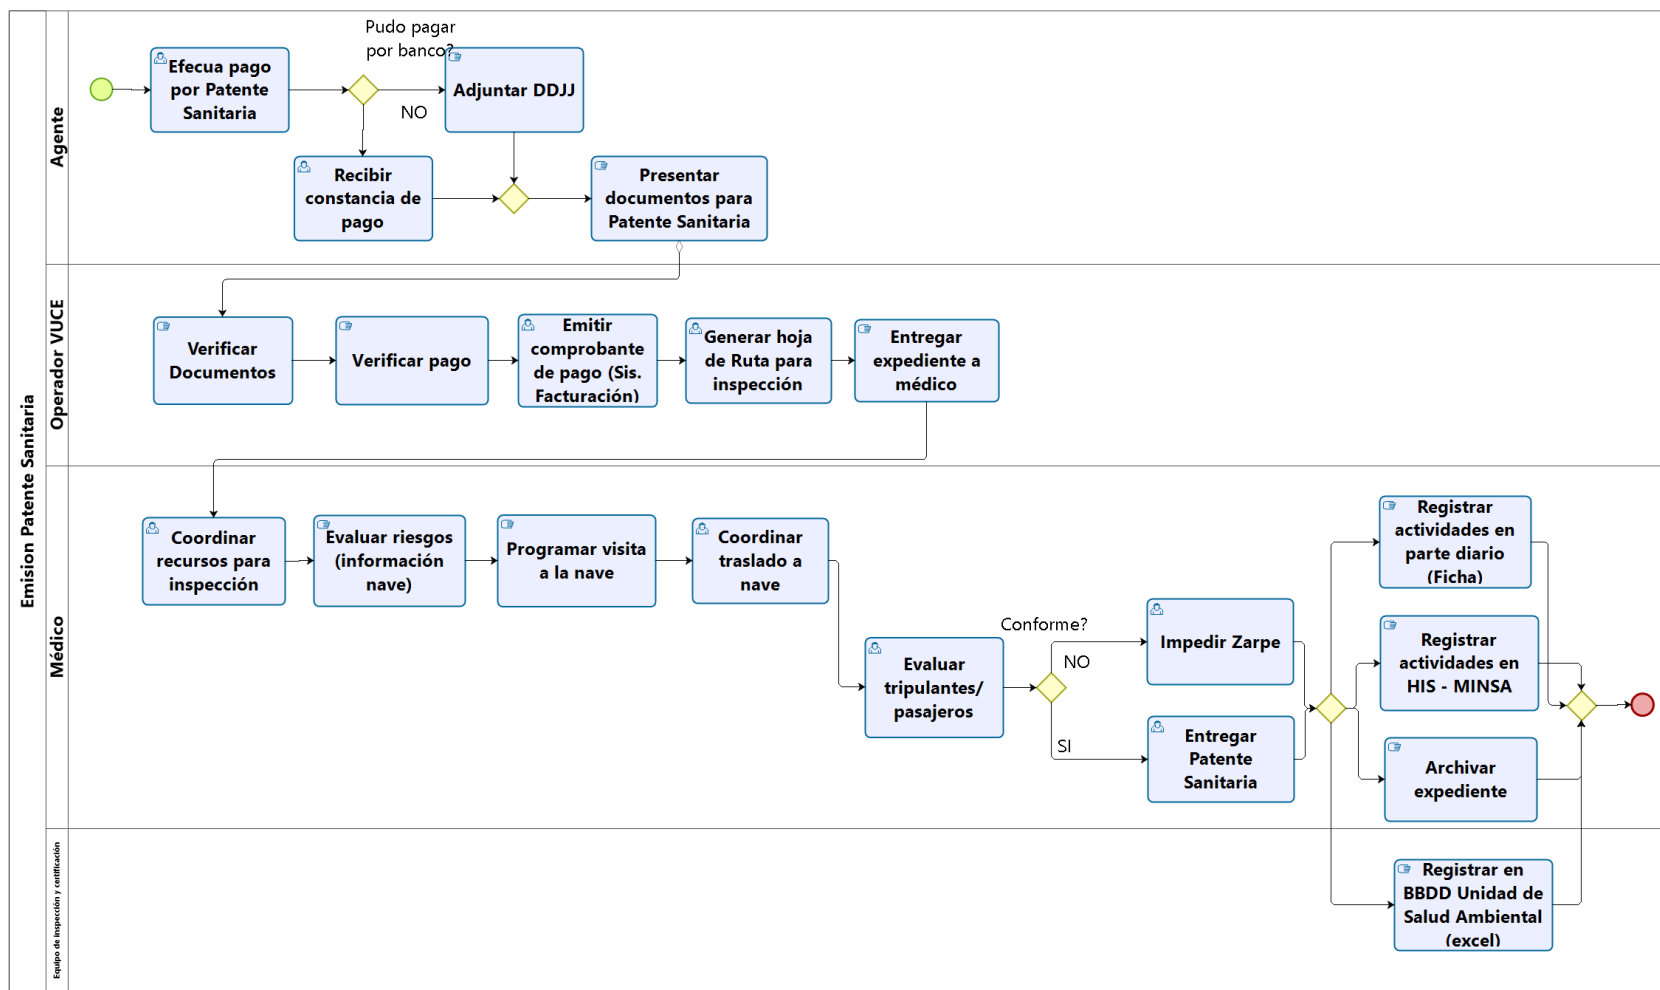 Emision Patente Sanitaria
Agente
Pudo pagar
por banco?
Efecua pago
por Patente
Sanitaria
NO
Adjuntar DDJJ
Recibir
constancia de
pago
Presentar
documentos para
Patente Sanitaria
Operador VUCE
Verificar
Documentos
Verificar pago
Emitir
comprobante
de pago (Sis.
Facturación)
Generar hoja
de Ruta para
inspección
Entregar
expediente a
médico
Médico
Coordinar
recursos para
inspección
Evaluar riesgos
(información
nave)
Programar visita
a la nave
Coordinar
traslado a
nave
Evaluar
tripulantes/
pasajeros
Conforme?
NO
SI
Impedir Zarpe
Entregar
Patente
Sanitaria
Registrar
actividades en
parte diario
(Ficha)
Registrar
actividades en
HIS - MINSA
Archivar
expediente
Equipo de inspección y certificación
Registrar en
BBDD Unidad de
Salud Ambiental
(excel)